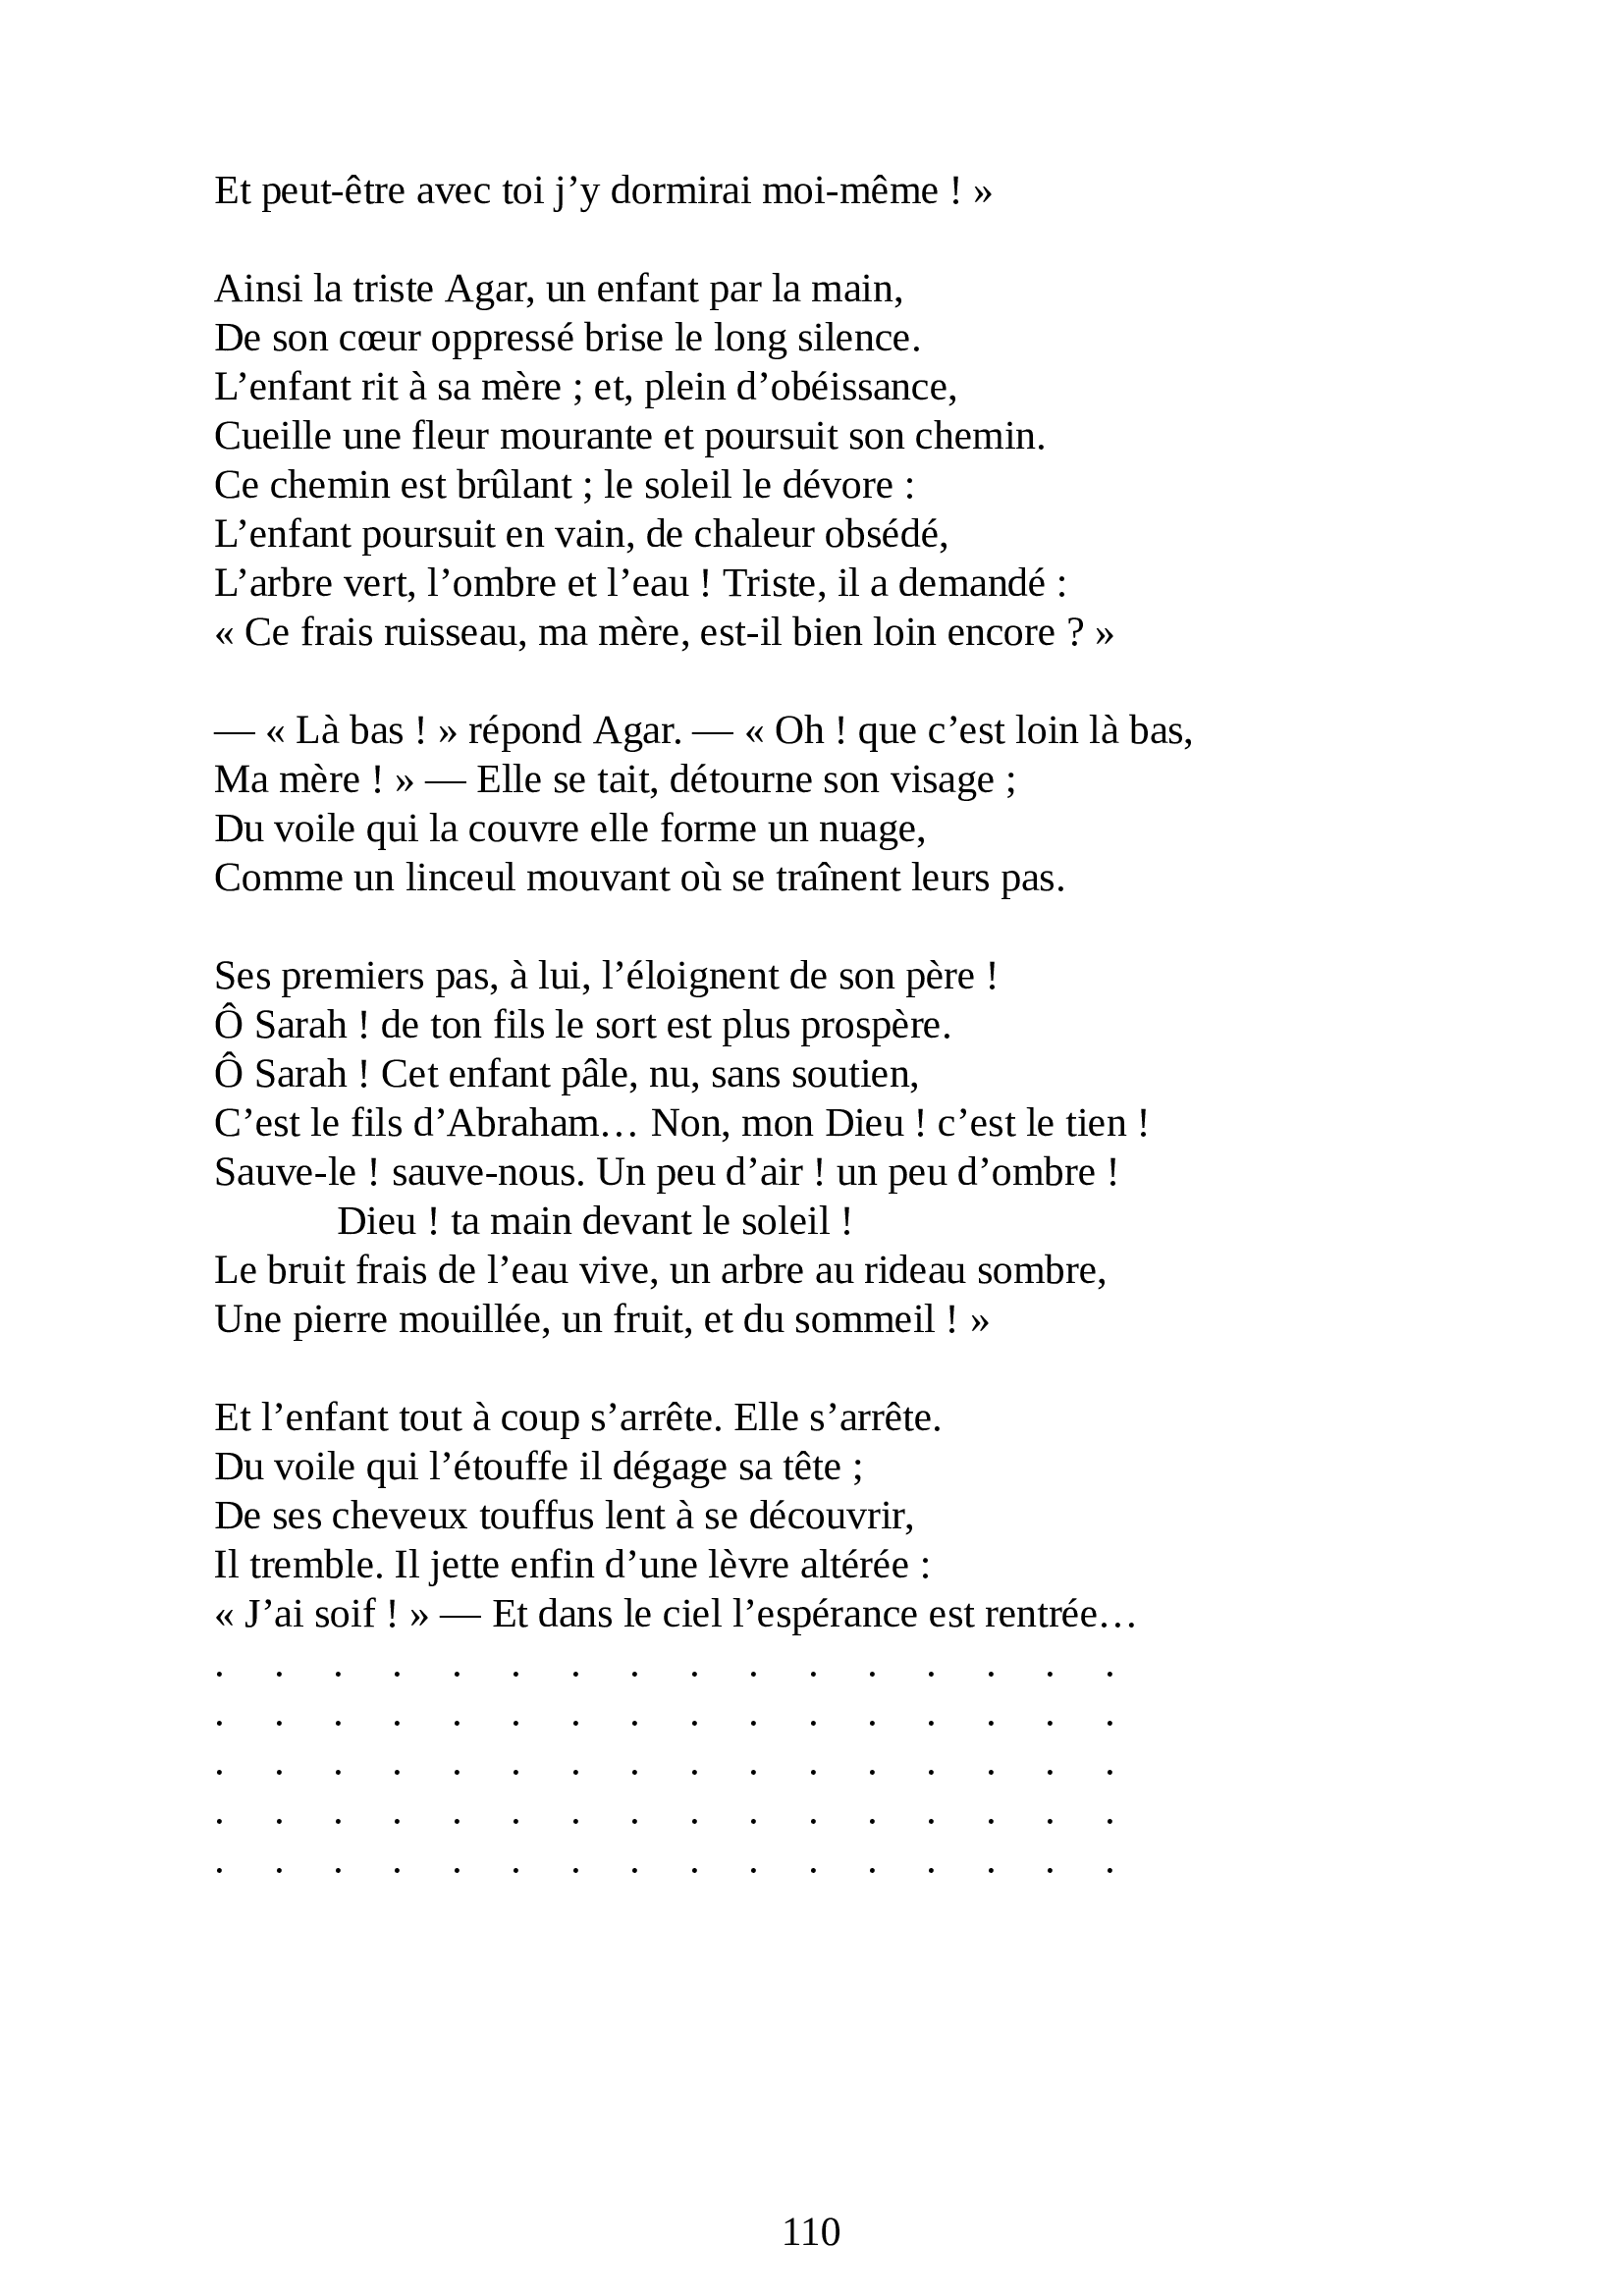 Et peut-être avec toi j’y dormirai moi-même ! »
Ainsi la triste Agar, un enfant par la main,
De son cœur oppressé brise le long silence.
L’enfant rit à sa mère ; et, plein d’obéissance,
Cueille une fleur mourante et poursuit son chemin.
Ce chemin est brûlant ; le soleil le dévore :
L’enfant poursuit en vain, de chaleur obsédé,
L’arbre vert, l’ombre et l’eau ! Triste, il a demandé :
« Ce frais ruisseau, ma mère, est-il bien loin encore ? »
— « Là bas ! » répond Agar. — « Oh ! que c’est loin là bas,
Ma mère ! » — Elle se tait, détourne son visage ;
Du voile qui la couvre elle forme un nuage,
Comme un linceul mouvant où se traînent leurs pas.
Ses premiers pas, à lui, l’éloignent de son père !
Ô Sarah ! de ton fils le sort est plus prospère.
Ô Sarah ! Cet enfant pâle, nu, sans soutien,
C’est le fils d’Abraham… Non, mon Dieu ! c’est le tien !
Sauve-le ! sauve-nous. Un peu d’air ! un peu d’ombre !
Dieu ! ta main devant le soleil !
Le bruit frais de l’eau vive, un arbre au rideau sombre,
Une pierre mouillée, un fruit, et du sommeil ! »
Et l’enfant tout à coup s’arrête. Elle s’arrête.
Du voile qui l’étouffe il dégage sa tête ;
De ses cheveux touffus lent à se découvrir,
Il tremble. Il jette enfin d’une lèvre altérée :
« J’ai soif ! » — Et dans le ciel l’espérance est rentrée…
. . . . . . . . . . . . . . . .
. . . . . . . . . . . . . . . .
. . . . . . . . . . . . . . . .
. . . . . . . . . . . . . . . .
. . . . . . . . . . . . . . . .
110